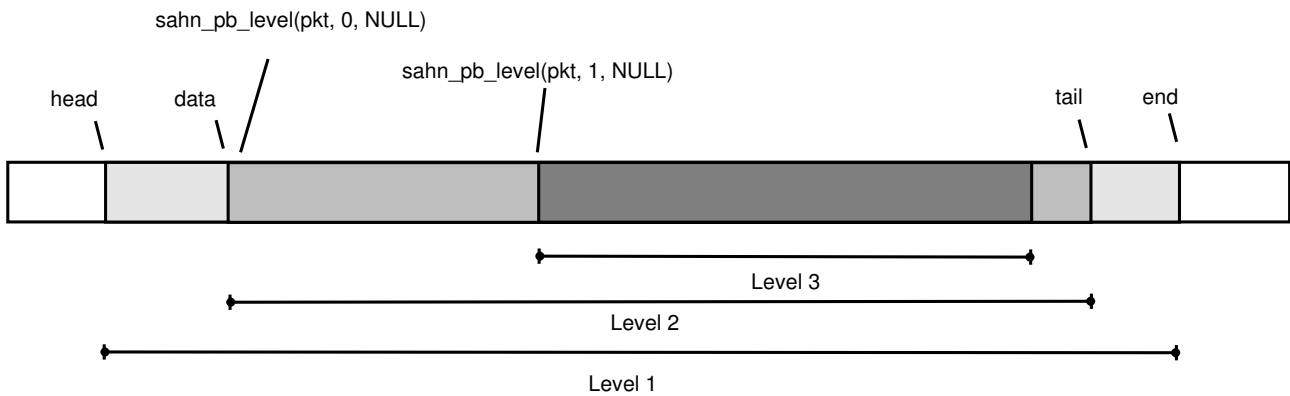 sahn_pb_level(pkt, 0, NULL)
sahn_pb_level(pkt, 1, NULL)
head
data
tail
end
Level 3
Level 2
Level 1